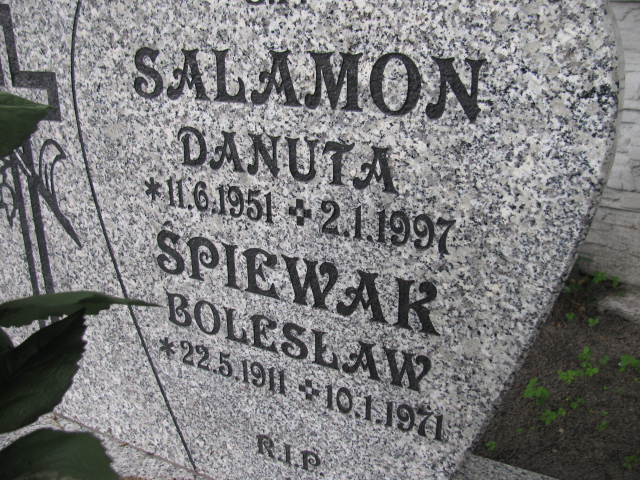 SALAMON
DANUTA
*11.6.1951 ✝ 2.1.1997
ŚPIEWAK
BOLESŁAW
*22.5.1911 ✝ 10.1.1971
R.I.P